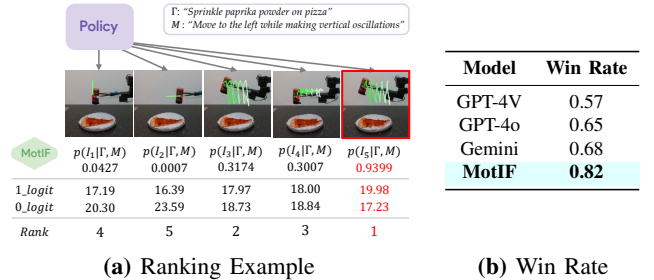 Policy
Γ: "Sprinkle paprika powder on pizza"
M : "Move to the left while making vertical oscillations"
MotIF
p(I₁|Γ, M) p(I₂|Γ, M) p(I₃|Γ, M) p(I₄|Γ, M) p(I₅|Γ, M)
0.0427 0.0007 0.3174 0.3007 0.9399
1_logit 17.19 16.39 17.97 18.00 19.98
0_logit 20.30 23.59 18.73 18.84 17.23
Rank 4 5 2 3 1
(a) Ranking Example
Model Win Rate
GPT-4V 0.57
GPT-4o 0.65
Gemini 0.68
MotIF 0.82
(b) Win Rate